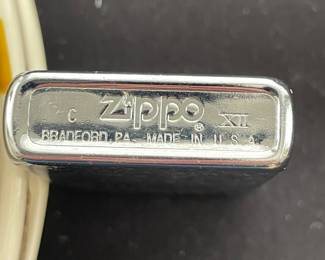 C Zippo ® XII
BRADFORD, PA. MADE IN U.S.A.